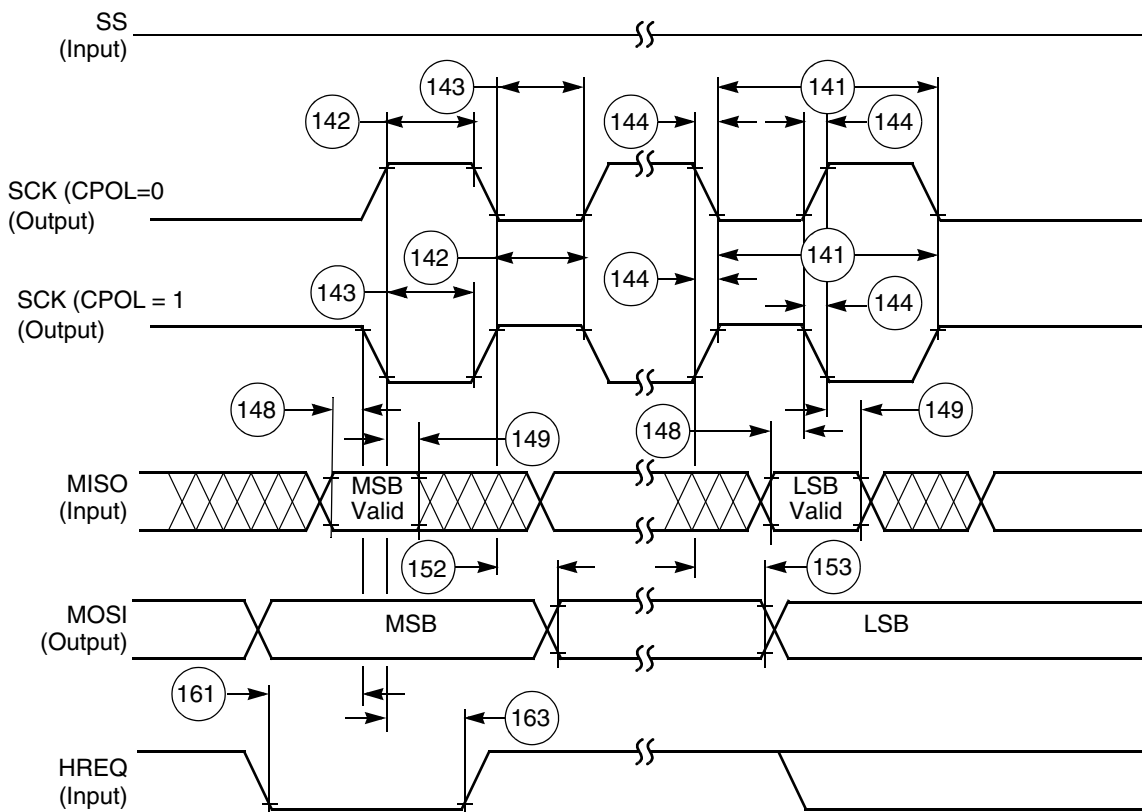 SS
(Input)
143
141
142
144
144
SCK (CPOL=0
(Output)
142
141
143
144
SCK (CPOL = 1
(Output)
144
148
149
148
149
MISO
(Input)
MSB
Valid
LSB
Valid
152
153
MOSI
(Output)
MSB
LSB
161
163
HREQ
(Input)